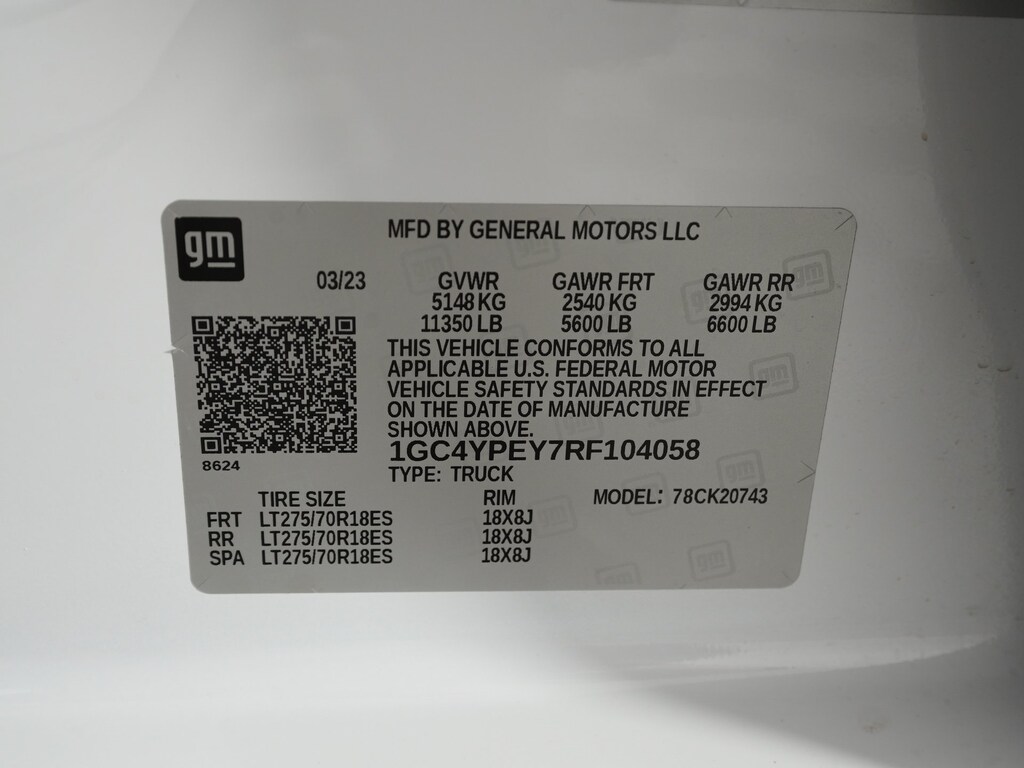 gm
MFD BY GENERAL MOTORS LLC
03/23 GVWR GAWR FRT GAWR RR
5148 KG 2540 KG 2994 KG
11350 LB 5600 LB 6600 LB
THIS VEHICLE CONFORMS TO ALL
APPLICABLE U.S. FEDERAL MOTOR
VEHICLE SAFETY STANDARDS IN EFFECT
ON THE DATE OF MANUFACTURE
SHOWN ABOVE.
1GC4YPEY7RF104058
8624
TYPE: TRUCK
TIRE SIZE RIM MODEL: 78CK20743
FRT LT275/70R18ES 18X8J
RR LT275/70R18ES 18X8J
SPA LT275/70R18ES 18X8J